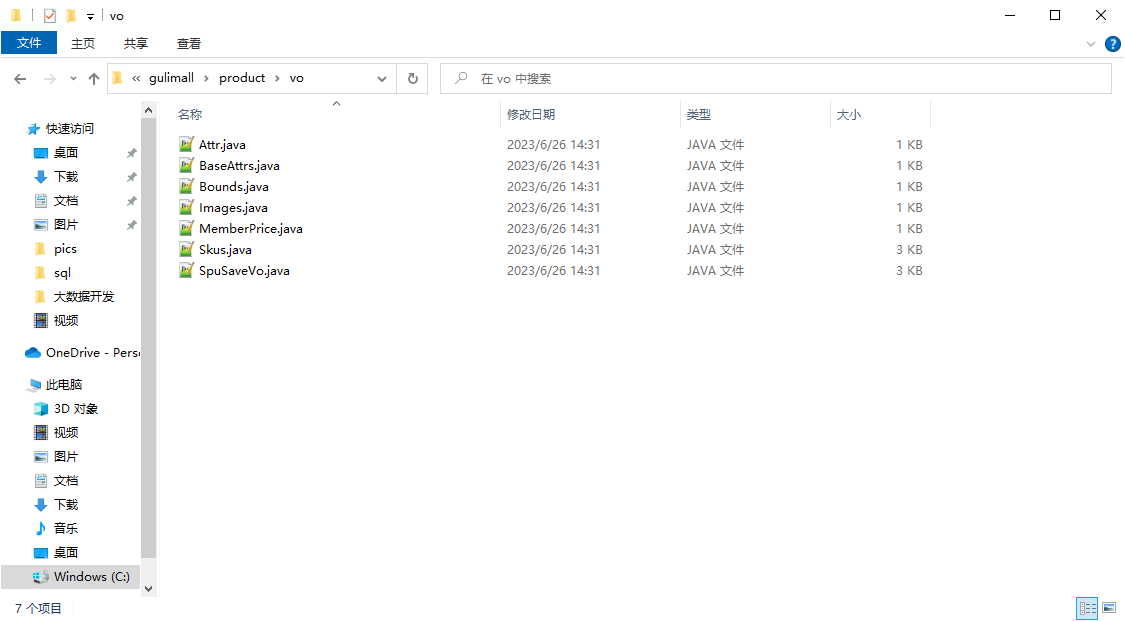 vo
文件 主页 共享 查看
« gulimall › product › vo
在 vo 中搜索
名称 修改日期 类型 大小
快速访问
桌面
下载
文档
图片
pics
sql
大数据开发
视频
OneDrive - Pers
此电脑
3D 对象
视频
图片
文档
下载
音乐
桌面
Windows (C:)
Attr.java 2023/6/26 14:31 JAVA 文件 1 KB
BaseAttrs.java 2023/6/26 14:31 JAVA 文件 1 KB
Bounds.java 2023/6/26 14:31 JAVA 文件 1 KB
Images.java 2023/6/26 14:31 JAVA 文件 1 KB
MemberPrice.java 2023/6/26 14:31 JAVA 文件 1 KB
Skus.java 2023/6/26 14:31 JAVA 文件 3 KB
SpuSaveVo.java 2023/6/26 14:31 JAVA 文件 3 KB
7 个项目